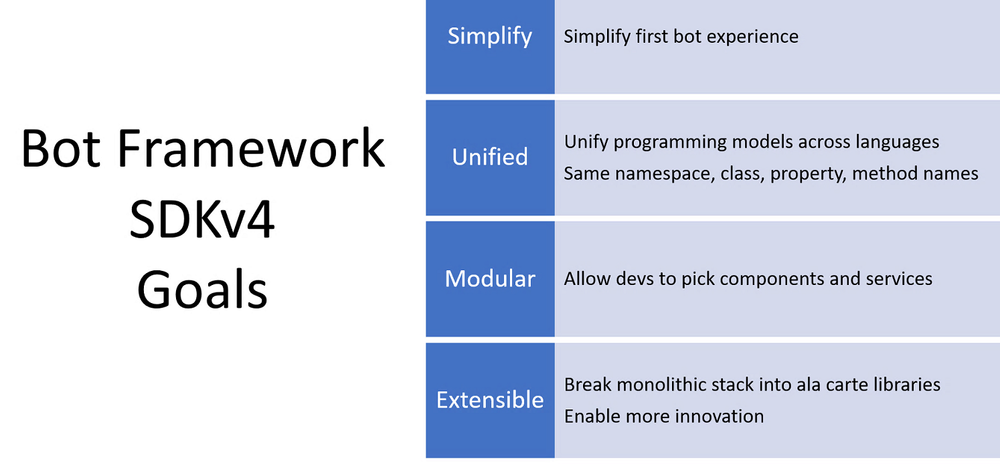 Bot Framework
SDKv4
Goals
Simplify
Simplify first bot experience
Unified
Unify programming models across languages
Same namespace, class, property, method names
Modular
Allow devs to pick components and services
Extensible
Break monolithic stack into ala carte libraries
Enable more innovation